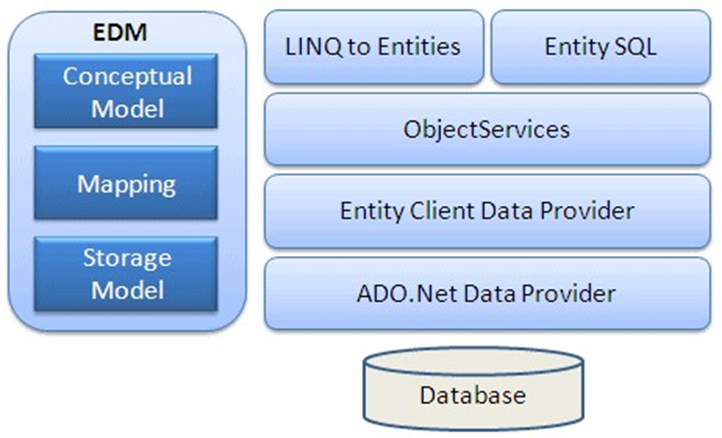 EDM
Conceptual
Model
Mapping
Storage
Model
LINQ to Entities
Entity SQL
ObjectServices
Entity Client Data Provider
ADO.Net Data Provider
Database